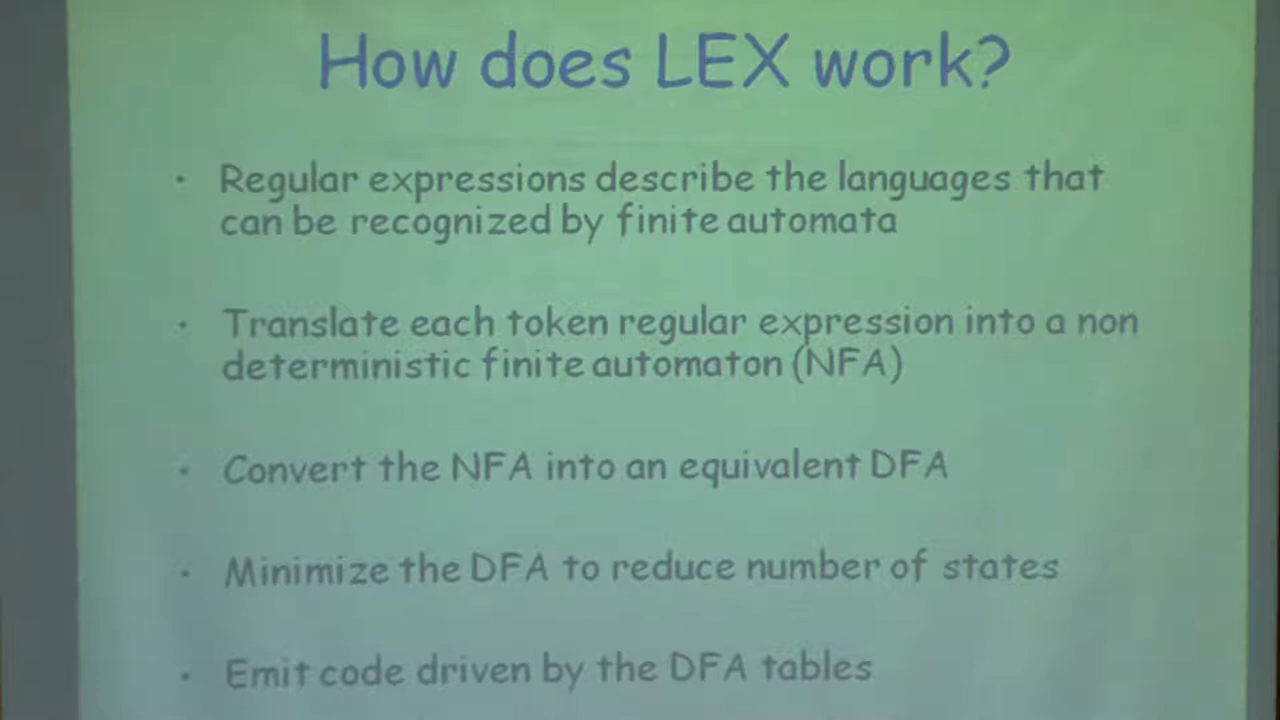 How does LEX work?
• Regular expressions describe the languages that
can be recognized by finite automata
• Translate each token regular expression into a non
deterministic finite automaton (NFA)
• Convert the NFA into an equivalent DFA
• Minimize the DFA to reduce number of states
• Emit code driven by the DFA tables